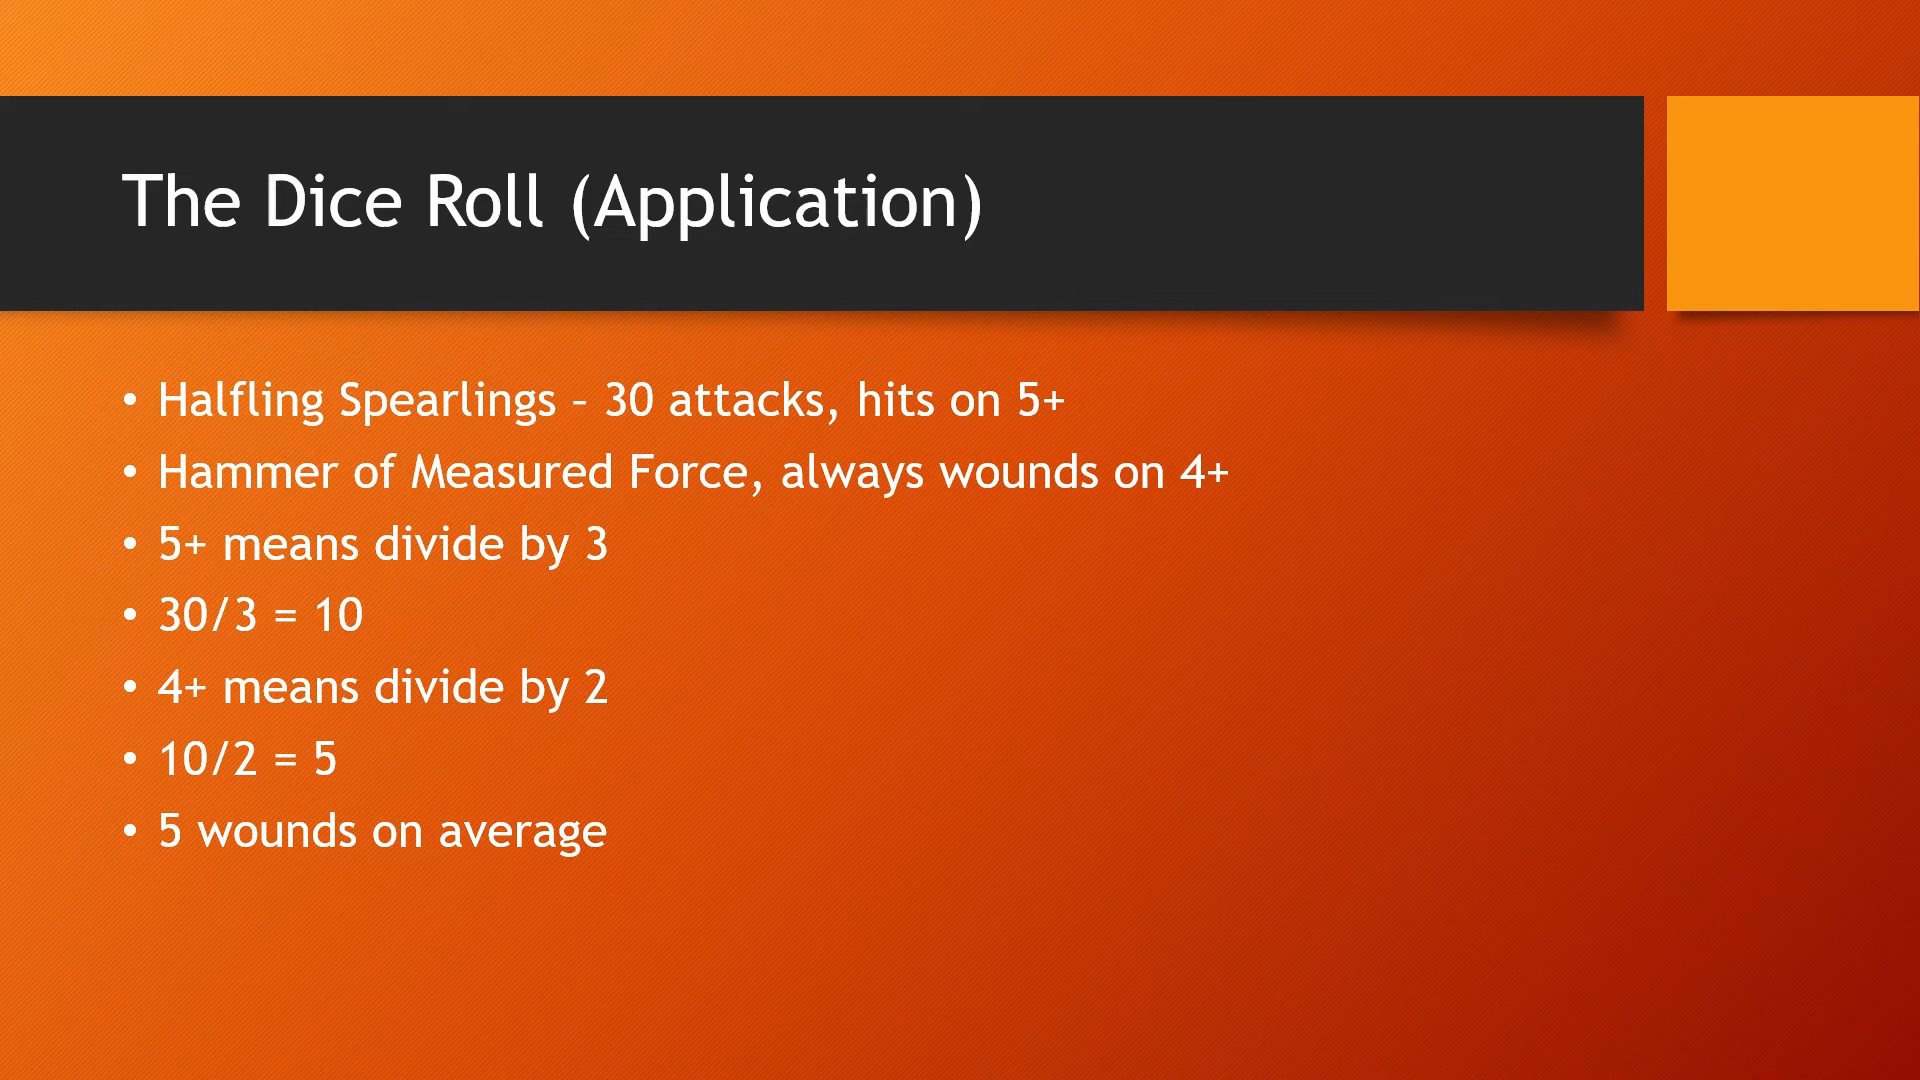 The Dice Roll (Application)
• Halfling Spearlings – 30 attacks, hits on 5+
• Hammer of Measured Force, always wounds on 4+
• 5+ means divide by 3
• 30/3 = 10
• 4+ means divide by 2
• 10/2 = 5
• 5 wounds on average